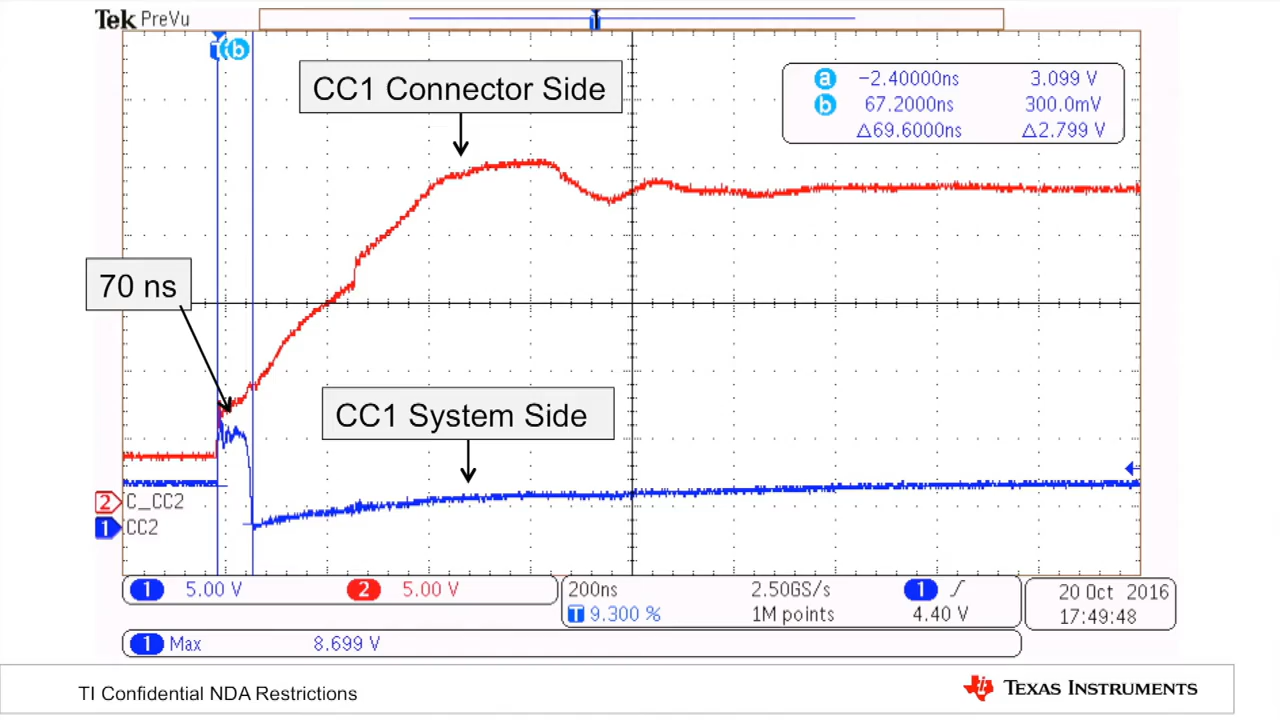 Tek PreVu
T
T
b
CC1 Connector Side
a -2.40000ns 3.099 V
b 67.2000ns 300.0mV
Δ69.6000ns Δ2.799 V
70 ns
CC1 System Side
2 C_CC2
1 CC2
1 5.00 V 2 5.00 V
200ns 2.50GS/s 1
T 9.300 % 1M points 4.40 V
20 Oct 2016
17:49:48
1 Max 8.699 V
TI Confidential NDA Restrictions
TEXAS INSTRUMENTS